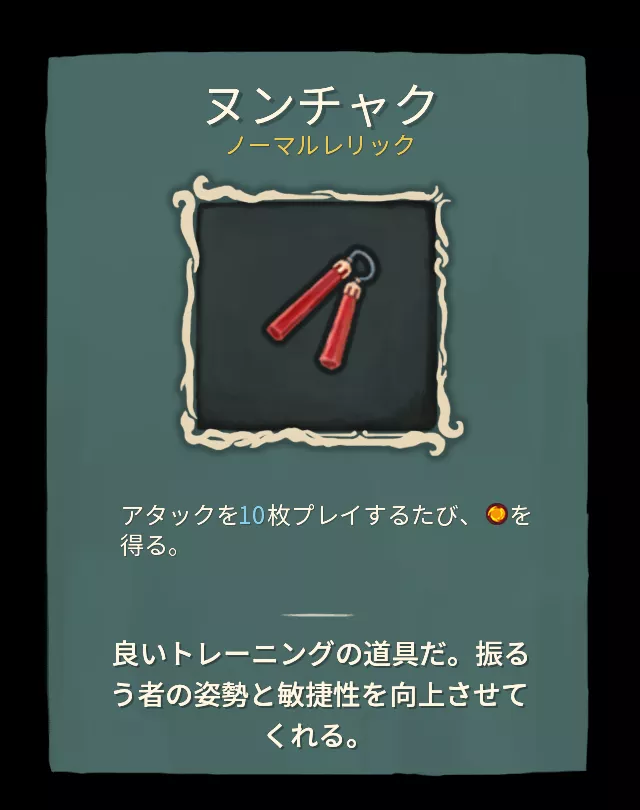 ヌンチャク
ノーマルレリック
アタックを10枚プレイするたび、を
得る。
良いトレーニングの道具だ。振る
う者の姿勢と敏捷性を向上させて
くれる。